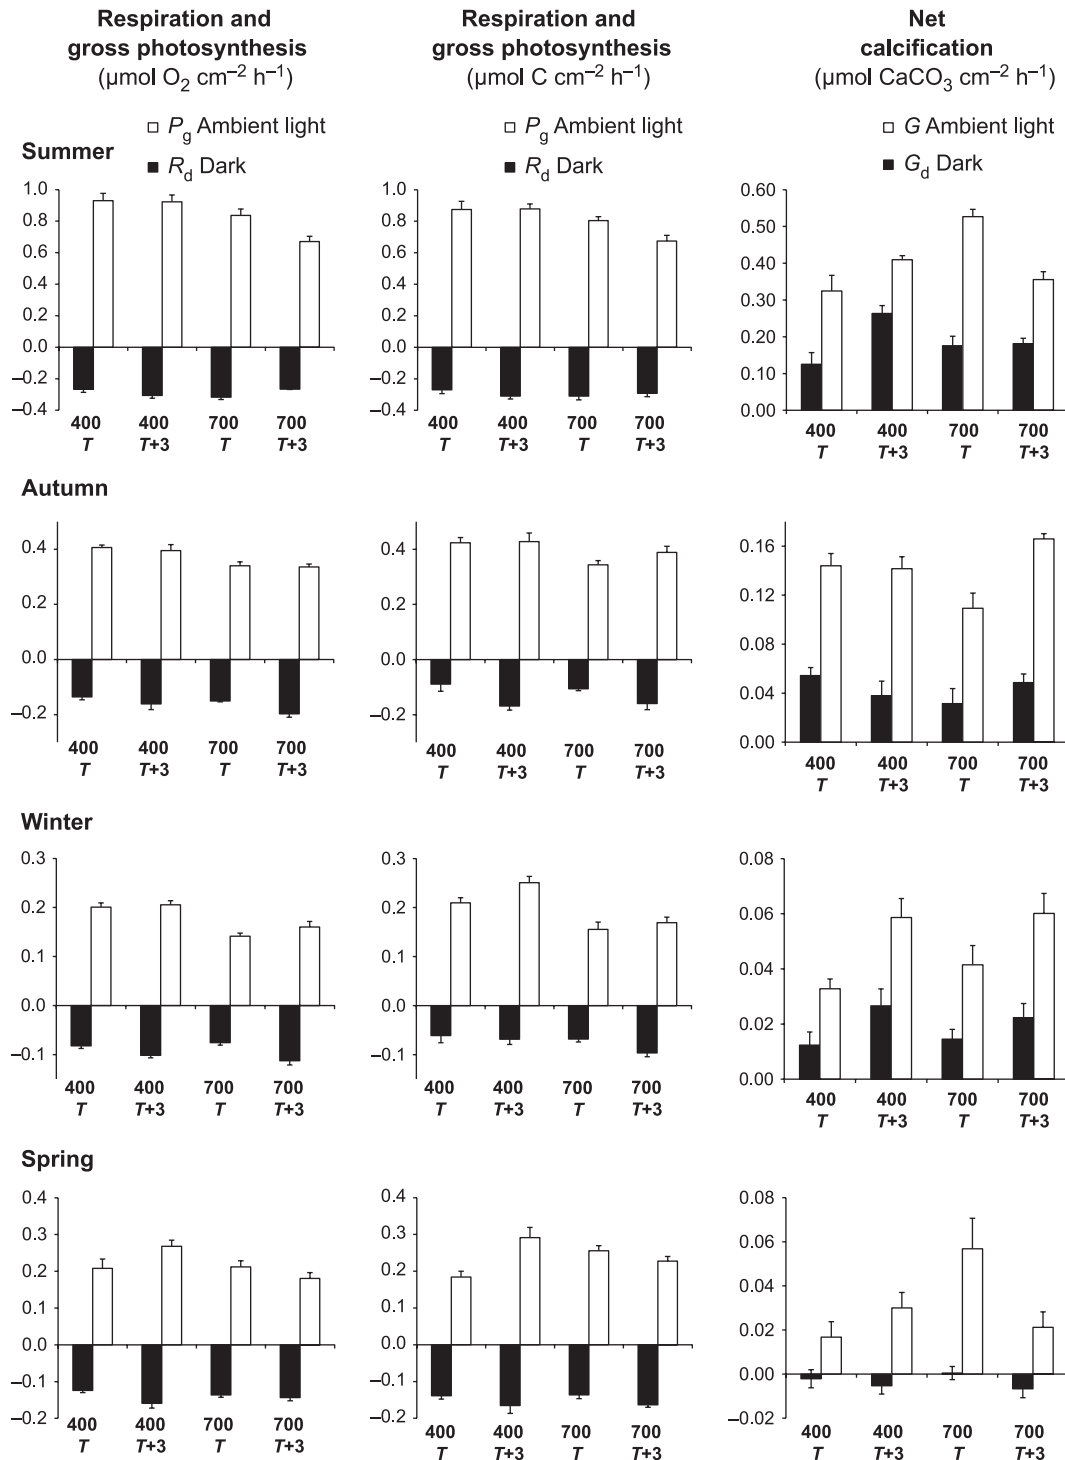 Respiration and
gross photosynthesis
(µmol O2 cm–2 h–1)
Respiration and
gross photosynthesis
(µmol C cm–2 h–1)
Net
calcification
(µmol CaCO3 cm–2 h–1)
Pg Ambient light
Rd Dark
Pg Ambient light
Rd Dark
G Ambient light
Gd Dark
Summer
1.0
0.8
0.6
0.4
0.2
0.0
–0.2
–0.4
400 400 700 700
T T+3 T T+3
1.0
0.8
0.6
0.4
0.2
0.0
–0.2
–0.4
400 400 700 700
T T+3 T T+3
0.60
0.50
0.40
0.30
0.20
0.10
0.00
400 400 700 700
T T+3 T T+3
Autumn
0.4
0.2
0.0
–0.2
400 400 700 700
T T+3 T T+3
0.4
0.2
0.0
–0.2
400 400 700 700
T T+3 T T+3
0.16
0.12
0.08
0.04
0.00
400 400 700 700
T T+3 T T+3
Winter
0.3
0.2
0.1
0.0
–0.1
400 400 700 700
T T+3 T T+3
0.3
0.2
0.1
0.0
–0.1
400 400 700 700
T T+3 T T+3
0.08
0.06
0.04
0.02
0.00
400 400 700 700
T T+3 T T+3
Spring
0.4
0.3
0.2
0.1
0.0
–0.1
–0.2
400 400 700 700
T T+3 T T+3
0.4
0.3
0.2
0.1
0.0
–0.1
–0.2
400 400 700 700
T T+3 T T+3
0.08
0.06
0.04
0.02
0.00
–0.02
400 400 700 700
T T+3 T T+3